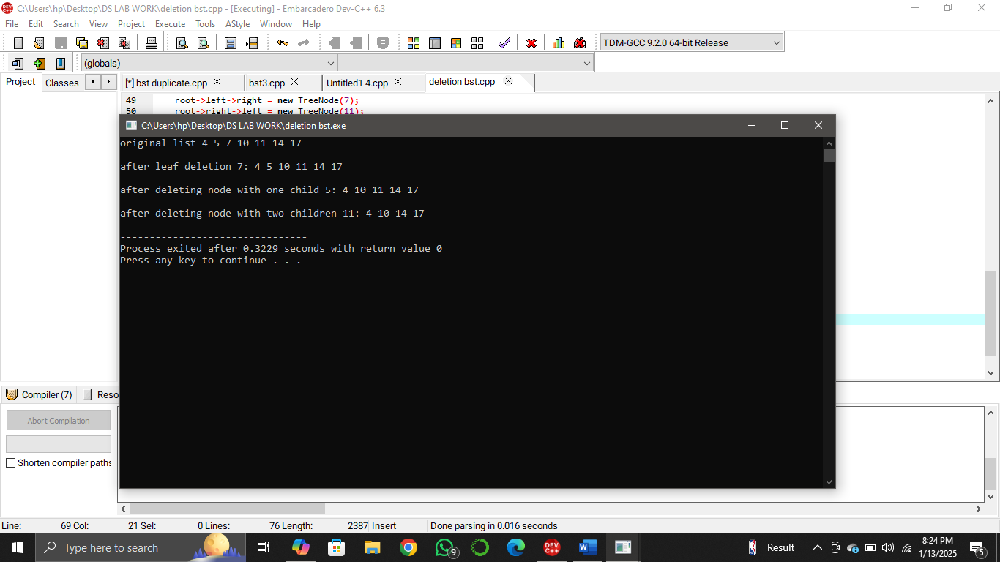 C:\Users\hp\Desktop\DS LAB WORK\deletion bst.cpp - [Executing] - Embarcadero Dev-C++ 6.3
File Edit Search View Project Execute Tools AStyle Window Help
TDM-GCC 9.2.0 64-bit Release
(globals)
Project Classes [*] bst duplicate.cpp bst3.cpp Untitled1 4.cpp deletion bst.cpp
49 root->left->right = new TreeNode(7);
50 root->right->left = new TreeNode(11);
C:\Users\hp\Desktop\DS LAB WORK\deletion bst.exe
original list 4 5 7 10 11 14 17
after leaf deletion 7: 4 5 10 11 14 17
after deleting node with one child 5: 4 10 11 14 17
after deleting node with two children 11: 4 10 14 17
--------------------------------
Process exited after 0.3229 seconds with return value 0
Press any key to continue . . .
Compiler (7) Reso
Abort Compilation
Shorten compiler paths
Line: 69 Col: 21 Sel: 0 Lines: 76 Length: 2387 Insert Done parsing in 0.016 seconds
Type here to search
DEV C++
9
Result
8:24 PM
1/13/2025
5